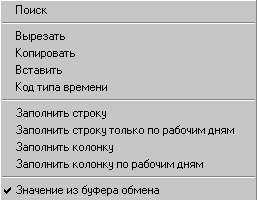 Поиск
Вырезать
Копировать
Вставить
Код типа времени
Заполнить строку
Заполнить строку только по рабочим дням
Заполнить колонку
Заполнить колонку по рабочим дням
Значение из буфера обмена